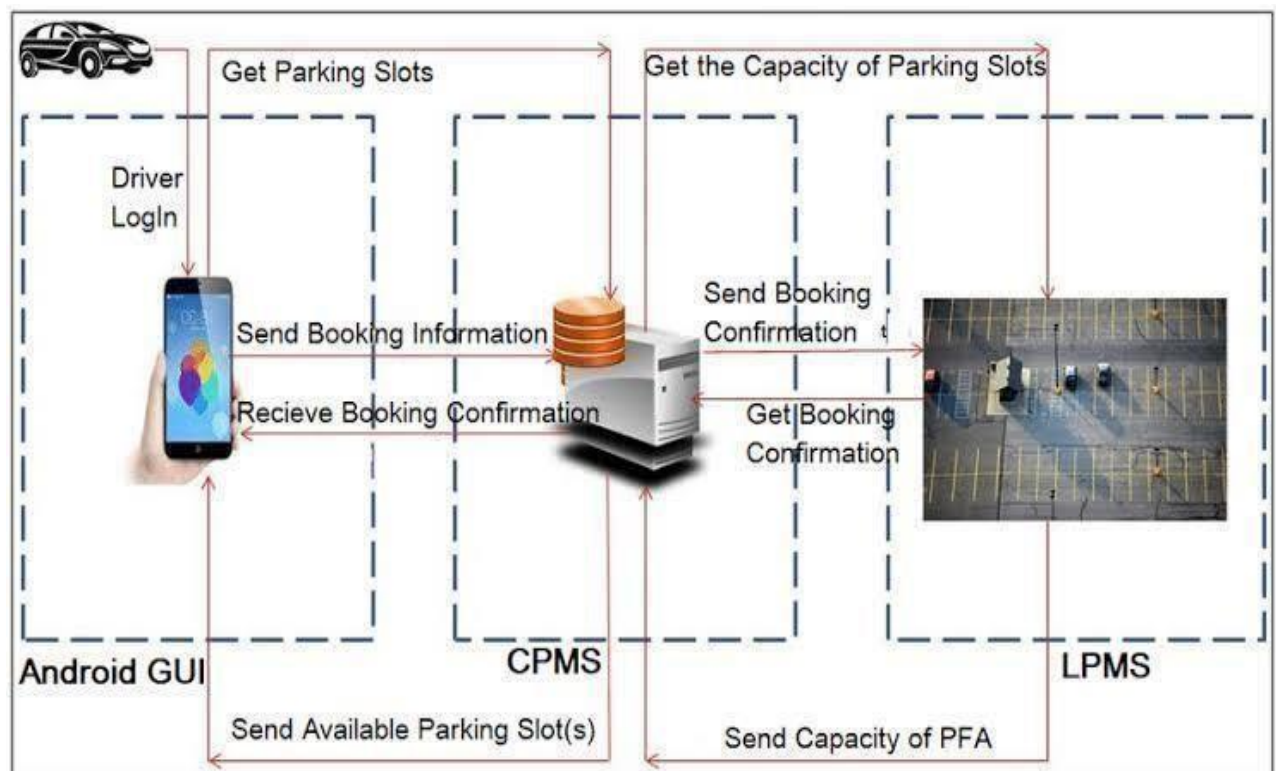 Get Parking Slots
Get the Capacity of Parking Slots
Driver
LogIn
Send Booking Information
Send Booking
Confirmation
Recieve Booking Confirmation
Get Booking
Confirmation
Android GUI
CPMS
LPMS
Send Available Parking Slot(s)
Send Capacity of PFA